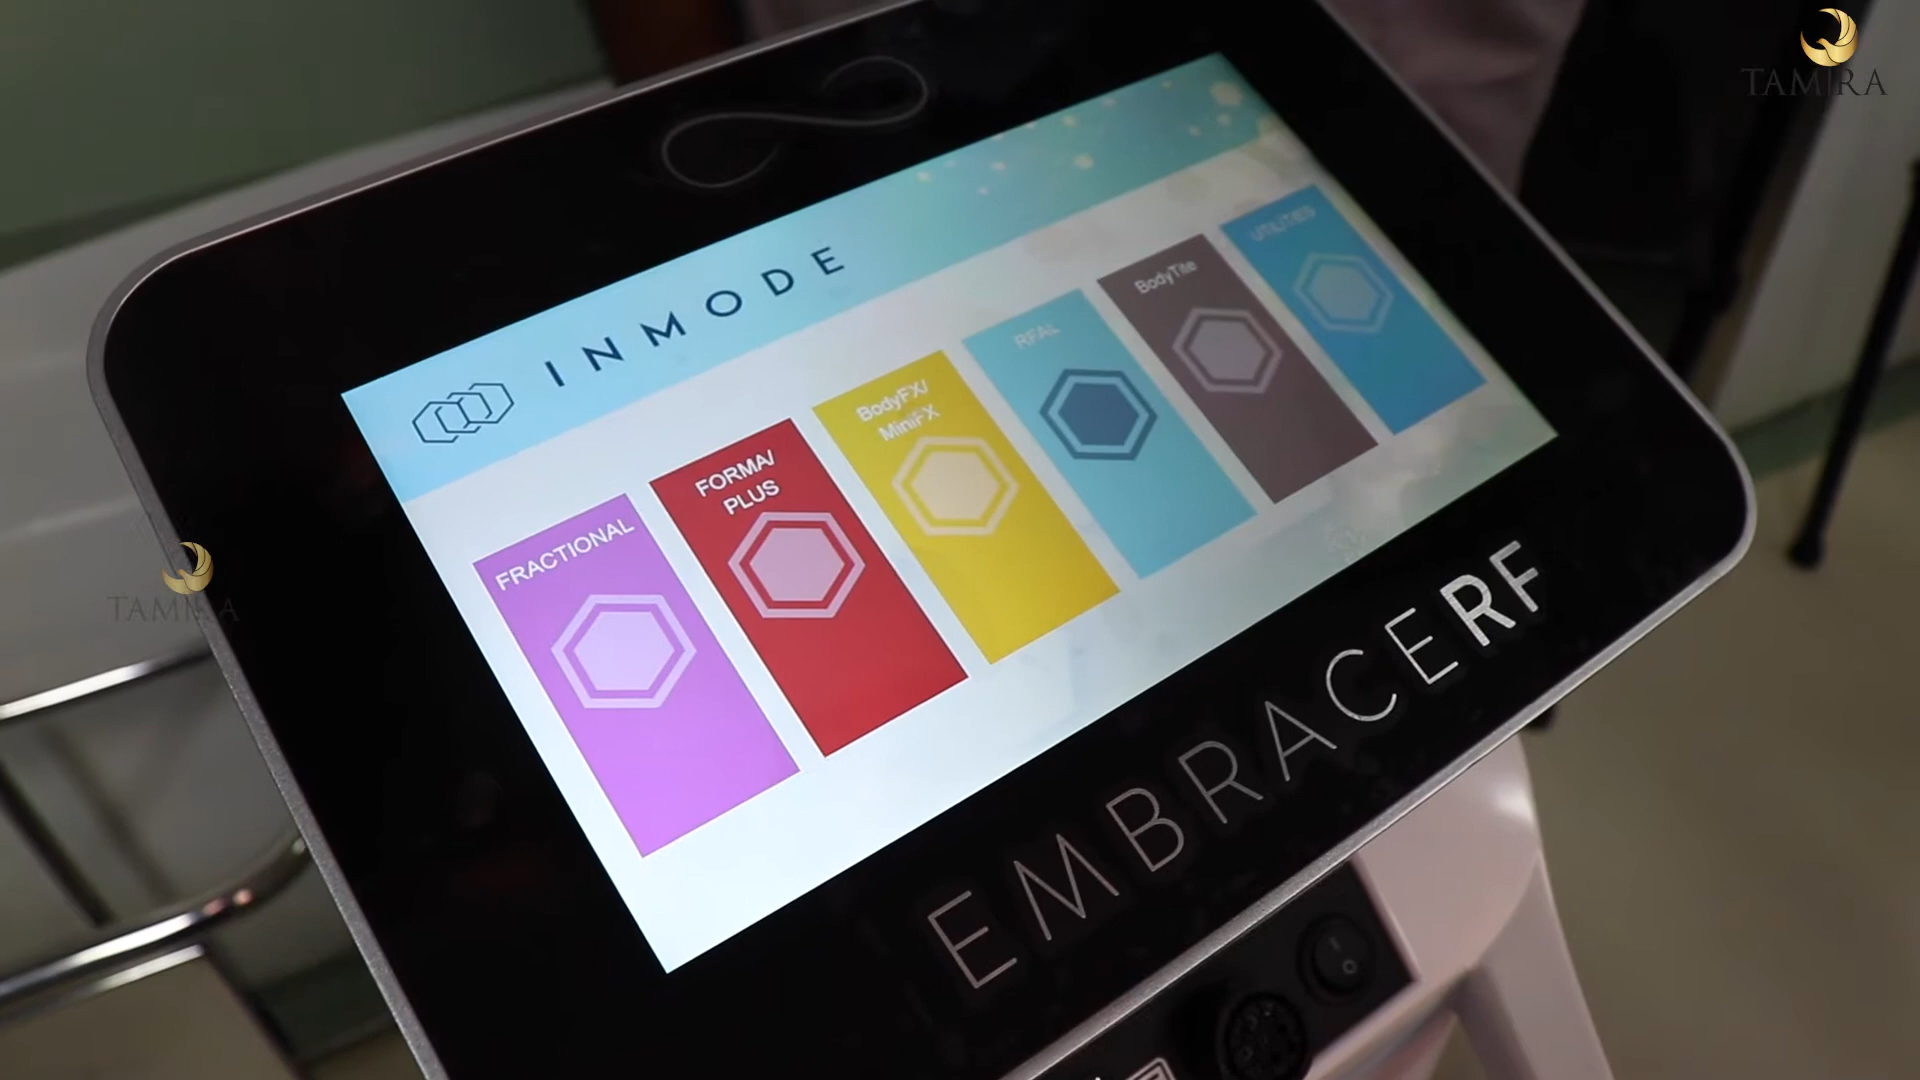 TAMIRA
INMODE
FRACTIONAL
FORMA/
PLUS
BodyFX/
MiniFX
RFAL
BodyTite
UTILITIES
EMBRACERF
TAMIRA